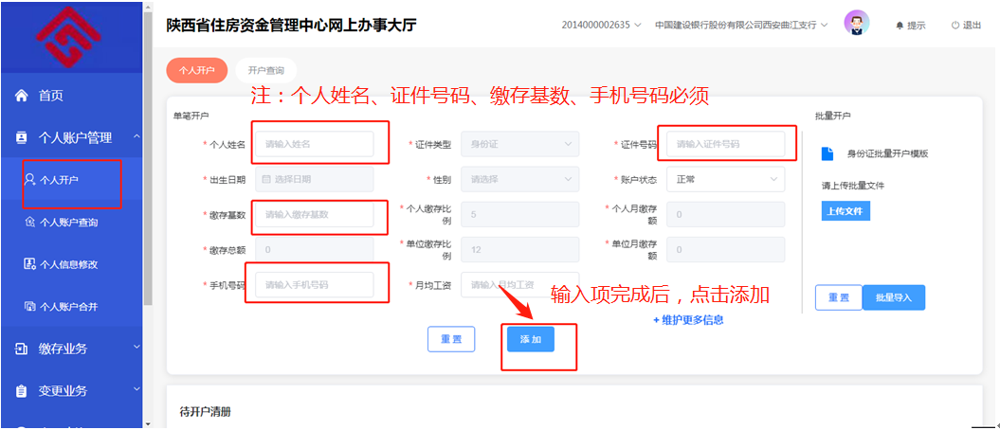 陕西省住房资金管理中心网上办事大厅
2014000002635
中国建设银行股份有限公司西安曲江支行
提示
退出
首页
个人账户管理
个人开户
个人账户查询
个人信息修改
个人账户合并
缴存业务
变更业务
个人开户
开户查询
注：个人姓名、证件号码、缴存基数、手机号码必须
单笔开户
* 个人姓名 请输入姓名
* 证件类型 身份证
* 证件号码 请输入证件号码
* 出生日期 选择日期
* 性别 请选择
* 账户状态 正常
* 缴存基数 请输入缴存基数
* 个人缴存比例 5
* 个人月缴存额 0
* 缴存总额 0
* 单位缴存比例 12
* 单位月缴存额 0
* 手机号码 请输入手机号码
* 月均工资 请输入月均工资
输入项完成后，点击添加
+ 维护更多信息
重置
添加
批量开户
身份证批量开户模版
请上传批量文件
上传文件
重置
批量导入
待开户清册